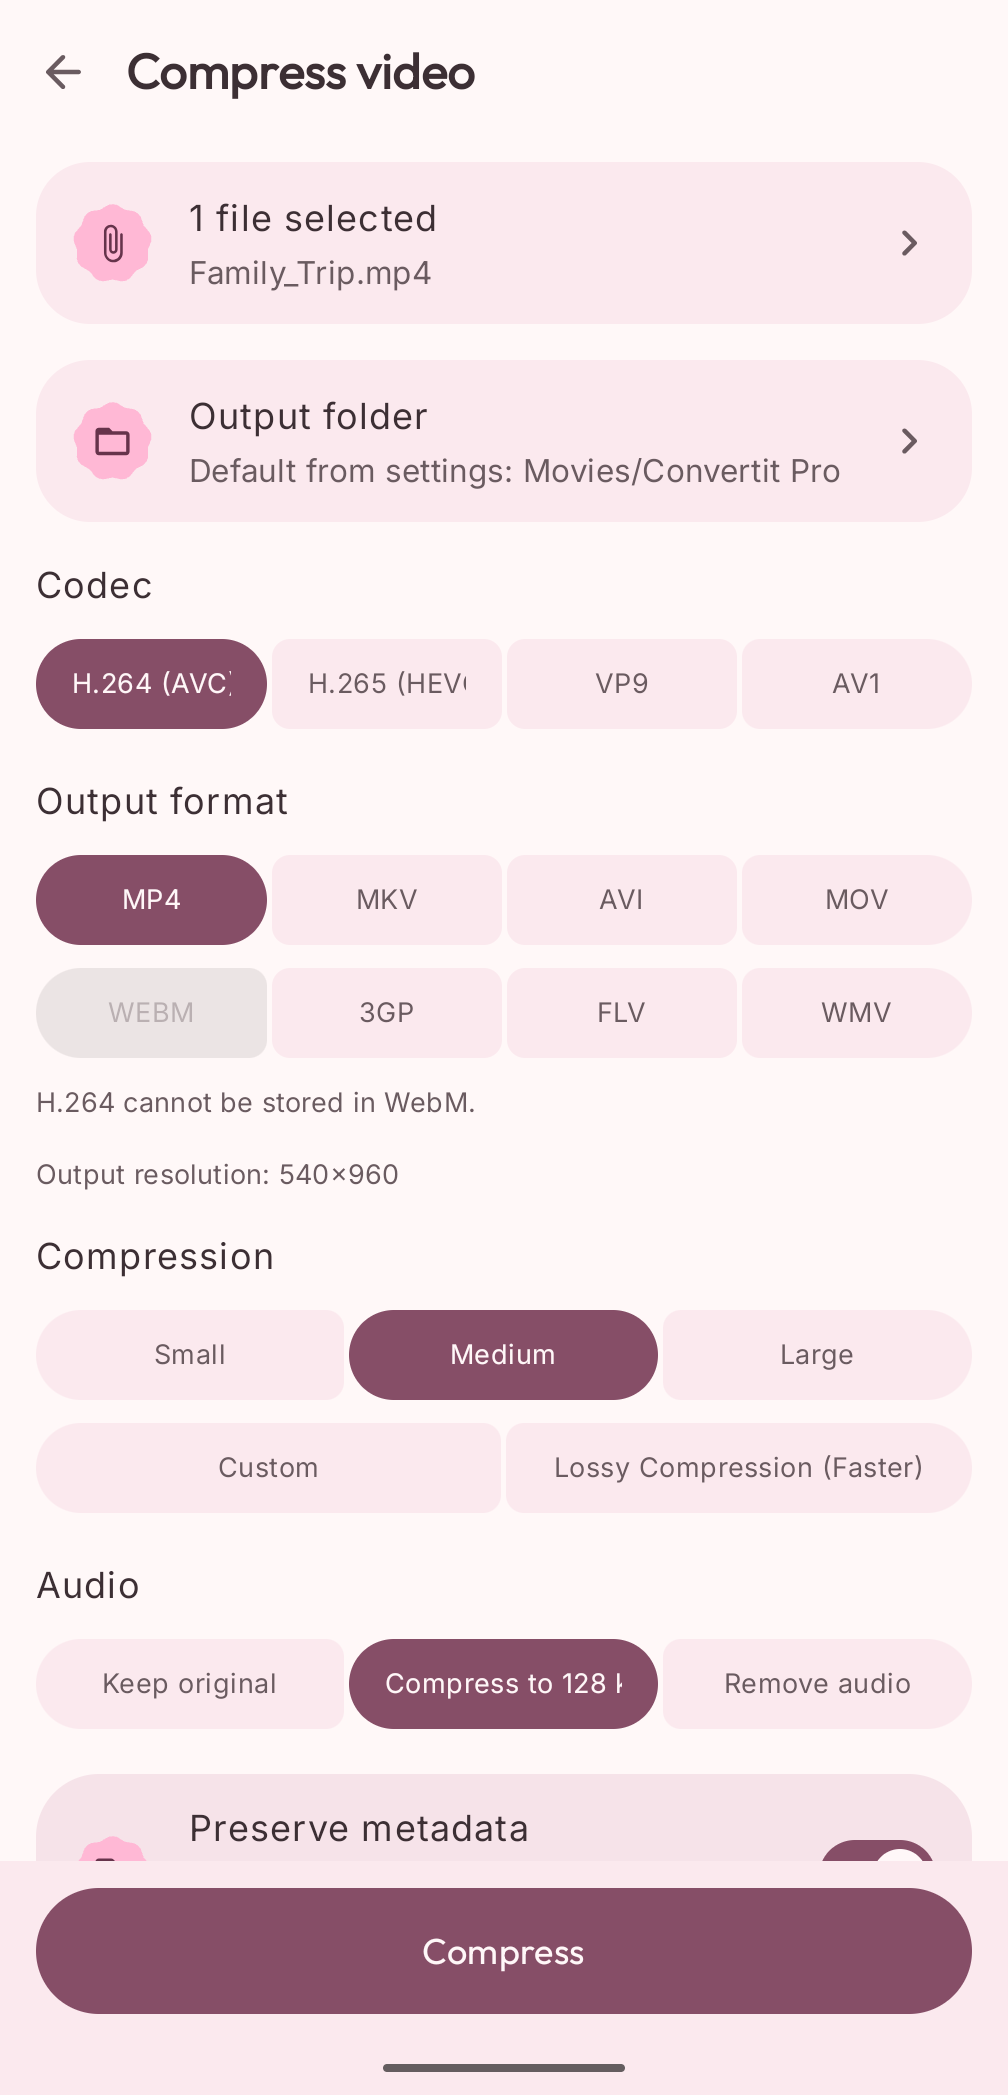 Compress video
1 file selected
Family_Trip.mp4
Output folder
Default from settings: Movies/Convertit Pro
Codec
H.264 (AVC)
H.265 (HEV
VP9
AV1
Output format
MP4
MKV
AVI
MOV
WEBM
3GP
FLV
WMV
H.264 cannot be stored in WebM.
Output resolution: 540×960
Compression
Small
Medium
Large
Custom
Lossy Compression (Faster)
Audio
Keep original
Compress to 128 k
Remove audio
Preserve metadata
Compress